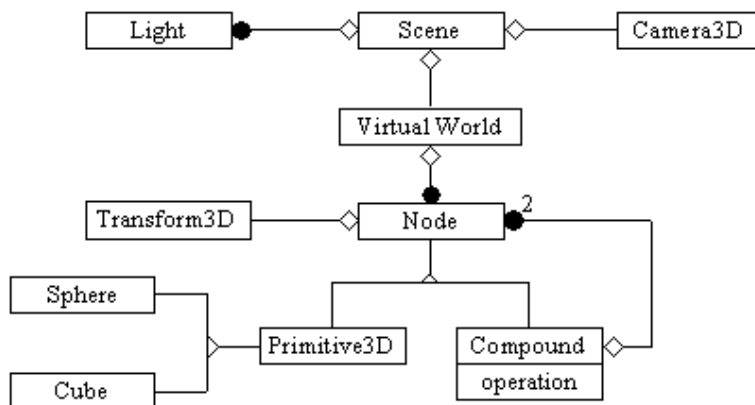 Light
Scene
Camera3D
Virtual World
Transform3D
Node
2
Sphere
Primitive3D
Compound
operation
Cube